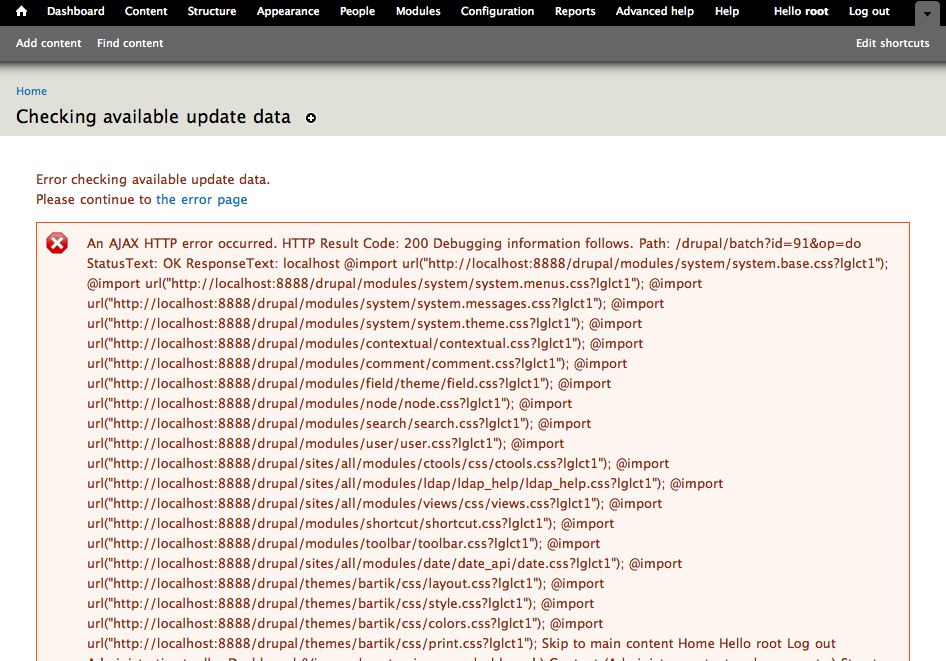 Dashboard Content Structure Appearance People Modules Configuration Reports Advanced help Help Hello root Log out
Add content Find content Edit shortcuts
Home
Checking available update data
Error checking available update data.
Please continue to the error page
An AJAX HTTP error occurred. HTTP Result Code: 200 Debugging information follows. Path: /drupal/batch?id=91&op=do
StatusText: OK ResponseText: localhost @import url("http://localhost:8888/drupal/modules/system/system.base.css?lglct1");
@import url("http://localhost:8888/drupal/modules/system/system.menus.css?lglct1"); @import
url("http://localhost:8888/drupal/modules/system/system.messages.css?lglct1"); @import
url("http://localhost:8888/drupal/modules/system/system.theme.css?lglct1"); @import
url("http://localhost:8888/drupal/modules/contextual/contextual.css?lglct1"); @import
url("http://localhost:8888/drupal/modules/comment/comment.css?lglct1"); @import
url("http://localhost:8888/drupal/modules/field/theme/field.css?lglct1"); @import
url("http://localhost:8888/drupal/modules/node/node.css?lglct1"); @import
url("http://localhost:8888/drupal/modules/search/search.css?lglct1"); @import
url("http://localhost:8888/drupal/modules/user/user.css?lglct1"); @import
url("http://localhost:8888/drupal/sites/all/modules/ctools/css/ctools.css?lglct1"); @import
url("http://localhost:8888/drupal/sites/all/modules/ldap/ldap_help/ldap_help.css?lglct1"); @import
url("http://localhost:8888/drupal/sites/all/modules/views/css/views.css?lglct1"); @import
url("http://localhost:8888/drupal/modules/shortcut/shortcut.css?lglct1"); @import
url("http://localhost:8888/drupal/modules/toolbar/toolbar.css?lglct1"); @import
url("http://localhost:8888/drupal/sites/all/modules/date/date_api/date.css?lglct1"); @import
url("http://localhost:8888/drupal/themes/bartik/css/layout.css?lglct1"); @import
url("http://localhost:8888/drupal/themes/bartik/css/style.css?lglct1"); @import
url("http://localhost:8888/drupal/themes/bartik/css/colors.css?lglct1"); @import
url("http://localhost:8888/drupal/themes/bartik/css/print.css?lglct1"); Skip to main content Home Hello root Log out